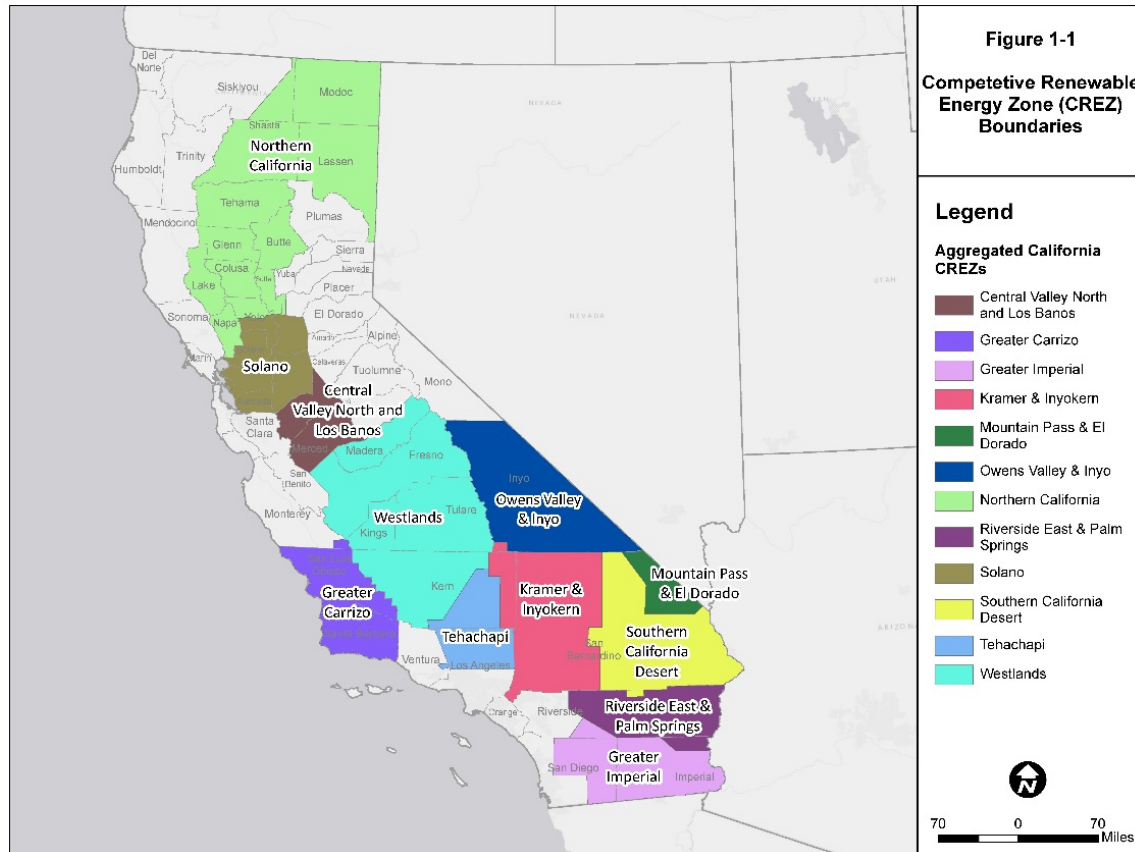 Figure 1-1
Competetive Renewable
Energy Zone (CREZ)
Boundaries
Legend
Aggregated California
CREZs
Central Valley North
and Los Banos
Greater Carrizo
Greater Imperial
Kramer & Inyokern
Mountain Pass & El
Dorado
Owens Valley & Inyo
Northern California
Riverside East & Palm
Springs
Solano
Southern California
Desert
Tehachapi
Westlands
N
70 0 70
Miles
Del
Norte
Siskiyou
Modoc
Shasta
Northern
California
Trinity
Humboldt
Lassen
Tehama
Plumas
Mendocino
Glenn
Butte
Sierra
Colusa
Yuba
Nevada
Lake
Placer
Sonoma
Napa
Yolo
El Dorado
Marin
Solano
Amador
Alpine
Calaveras
Tuolumne
Mono
Central
Valley North and
Los Banos
Santa
Clara
Merced
Madera
Fresno
San
Benito
Monterey
Inyo
Owens Valley
& Inyo
Westlands
Tulare
Kings
Kern
Greater
Carrizo
Tehachapi
Kramer &
Inyokern
Mountain Pass
& El Dorado
Southern
California
Desert
San
Bernardino
Ventura
Los Angeles
Orange
Riverside
Riverside East &
Palm Springs
San Diego
Greater
Imperial
Imperial
NEVADA
NEVADA
UTAH
ARIZONA